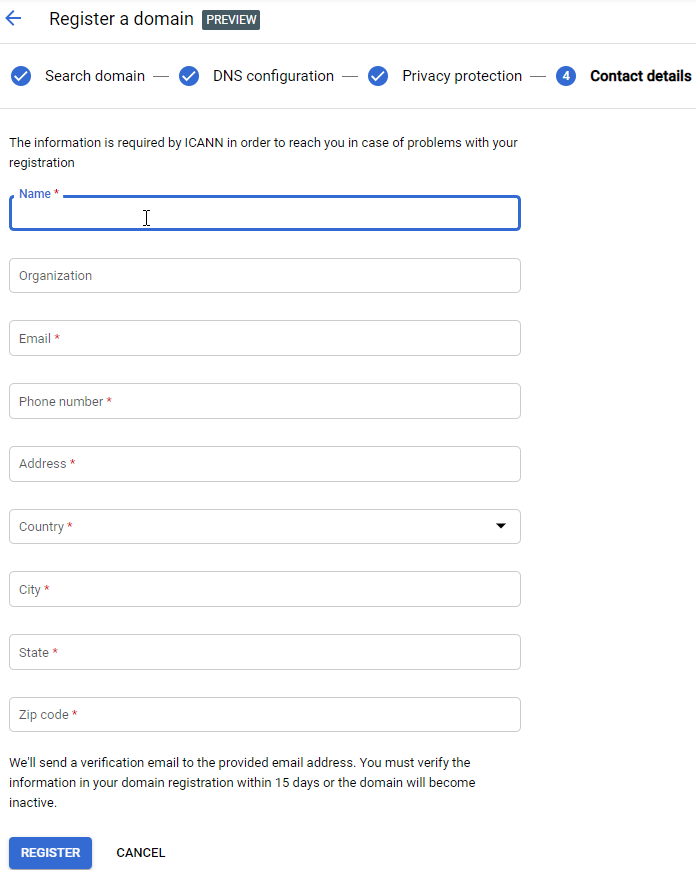 Register a domain PREVIEW
Search domain — DNS configuration — Privacy protection — 4 Contact details
The information is required by ICANN in order to reach you in case of problems with your
registration
Name *
Organization
Email *
Phone number *
Address *
Country *
City *
State *
Zip code *
We'll send a verification email to the provided email address. You must verify the
information in your domain registration within 15 days or the domain will become
inactive.
REGISTER CANCEL